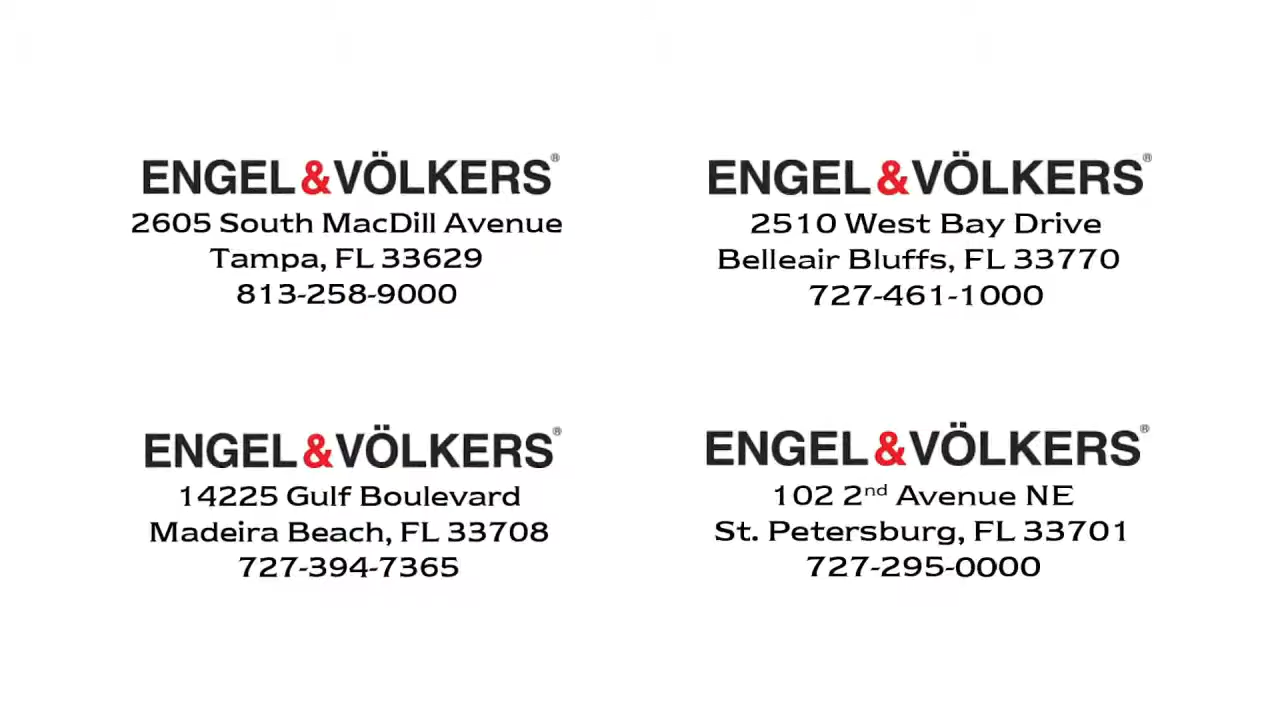 ENGEL&VÖLKERS®
2605 South MacDill Avenue
Tampa, FL 33629
813-258-9000
ENGEL&VÖLKERS®
2510 West Bay Drive
Belleair Bluffs, FL 33770
727-461-1000
ENGEL&VÖLKERS®
14225 Gulf Boulevard
Madeira Beach, FL 33708
727-394-7365
ENGEL&VÖLKERS®
102 2nd Avenue NE
St. Petersburg, FL 33701
727-295-0000